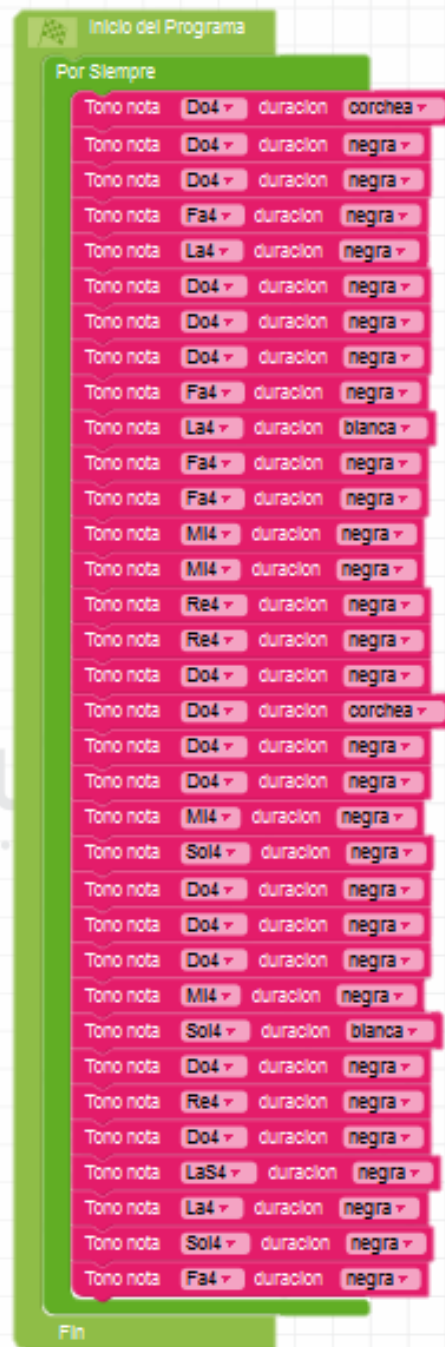 Inicio del Programa
Por Siempre
Tono nota Do4 duracion corchea
Tono nota Do4 duracion negra
Tono nota Do4 duracion negra
Tono nota Fa4 duracion negra
Tono nota La4 duracion negra
Tono nota Do4 duracion negra
Tono nota Do4 duracion negra
Tono nota Do4 duracion negra
Tono nota Fa4 duracion negra
Tono nota La4 duracion blanca
Tono nota Fa4 duracion negra
Tono nota Fa4 duracion negra
Tono nota Mi4 duracion negra
Tono nota Mi4 duracion negra
Tono nota Re4 duracion negra
Tono nota Re4 duracion negra
Tono nota Do4 duracion negra
Tono nota Do4 duracion corchea
Tono nota Do4 duracion negra
Tono nota Do4 duracion negra
Tono nota Mi4 duracion negra
Tono nota Sol4 duracion negra
Tono nota Do4 duracion negra
Tono nota Do4 duracion negra
Tono nota Do4 duracion negra
Tono nota Mi4 duracion negra
Tono nota Sol4 duracion blanca
Tono nota Do4 duracion negra
Tono nota Re4 duracion negra
Tono nota Do4 duracion negra
Tono nota LaS4 duracion negra
Tono nota La4 duracion negra
Tono nota Sol4 duracion negra
Tono nota Fa4 duracion negra
Fin